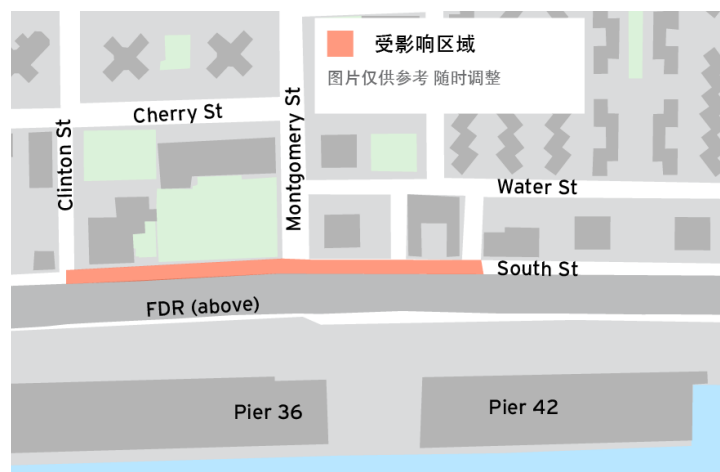 受影响区域
图片仅供参考 随时调整
Cherry St
Clinton St
Montgomery St
Water St
South St
FDR (above)
Pier 36
Pier 42